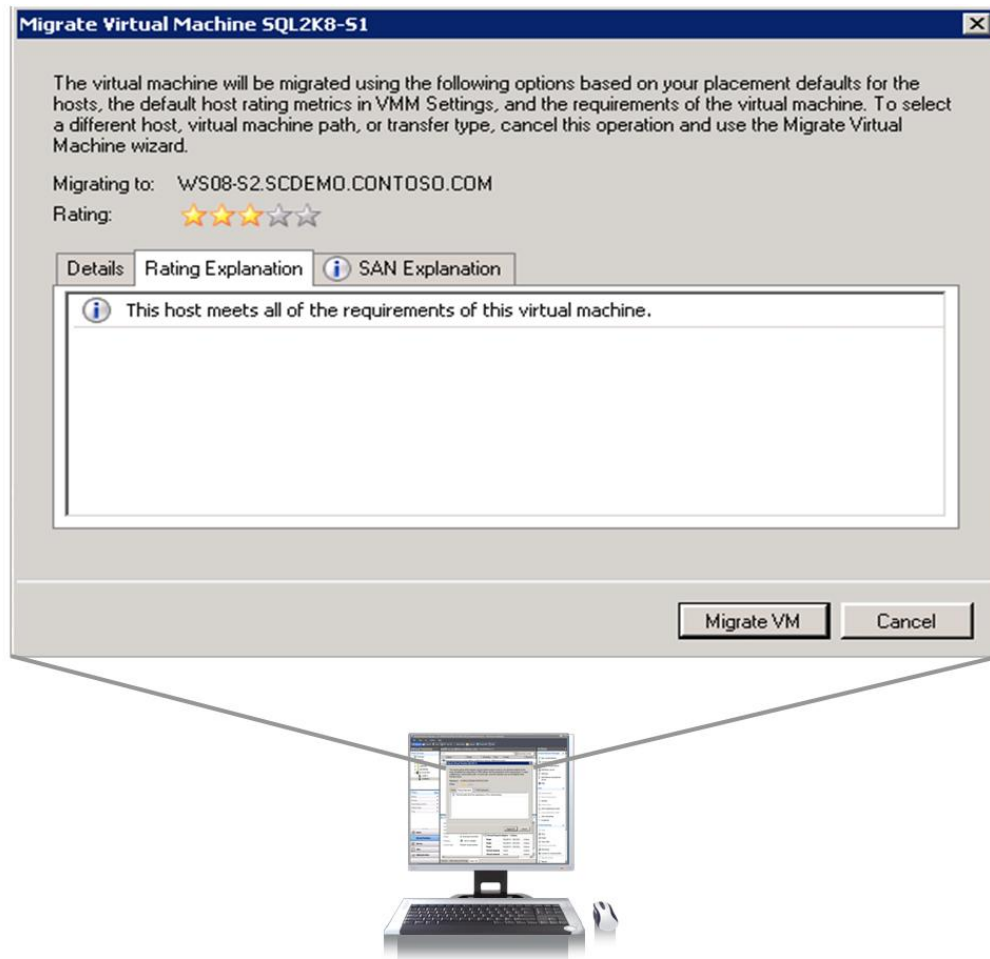 Migrate Virtual Machine SQL2K8-S1
The virtual machine will be migrated using the following options based on your placement defaults for the
hosts, the default host rating metrics in VMM Settings, and the requirements of the virtual machine. To select
a different host, virtual machine path, or transfer type, cancel this operation and use the Migrate Virtual
Machine wizard.
Migrating to: WS08-S2.SCDEMO.CONTOSO.COM
Rating:
Details Rating Explanation SAN Explanation
This host meets all of the requirements of this virtual machine.
Migrate VM Cancel